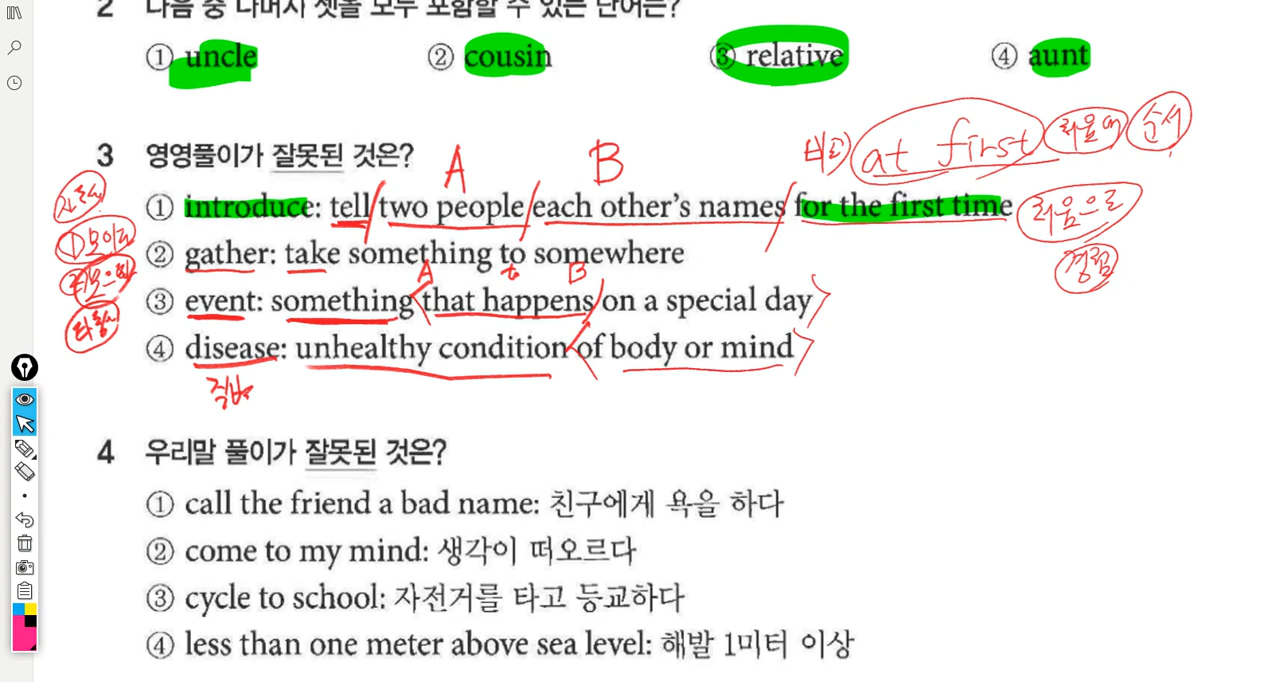 2 다음 중 나머지 셋을 모두 포함할 수 있는 단어는?
① uncle ② cousin ③ relative ④ aunt
at first 처음에 순서
3 영영풀이가 잘못된 것은? A B
① introduce: tell/two people/each other's names/for the first time 처음으로
② gather: take something to somewhere 경험
A to B
③ event: something that happens/on a special day
④ disease: unhealthy condition of body or mind
질병
4 우리말 풀이가 잘못된 것은?
① call the friend a bad name: 친구에게 욕을 하다
② come to my mind: 생각이 떠오르다
③ cycle to school: 자전거를 타고 등교하다
④ less than one meter above sea level: 해발 1미터 이상